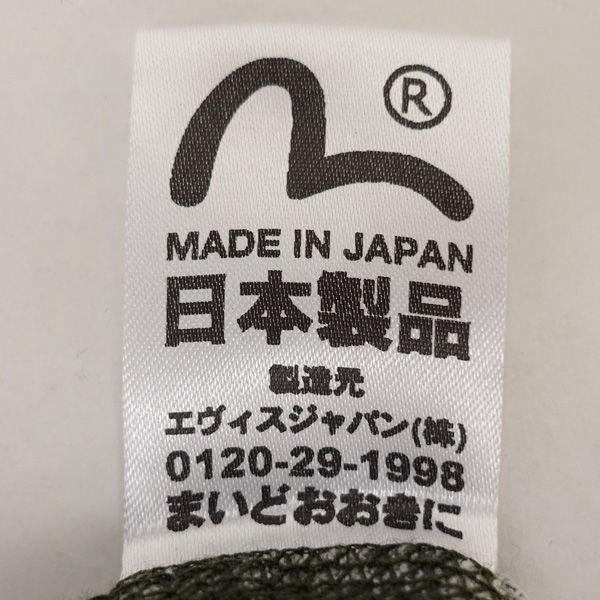 ®
MADE IN JAPAN
日本製品
製造元
エヴィスジャパン(株)
0120-29-1998
まいどおおきに